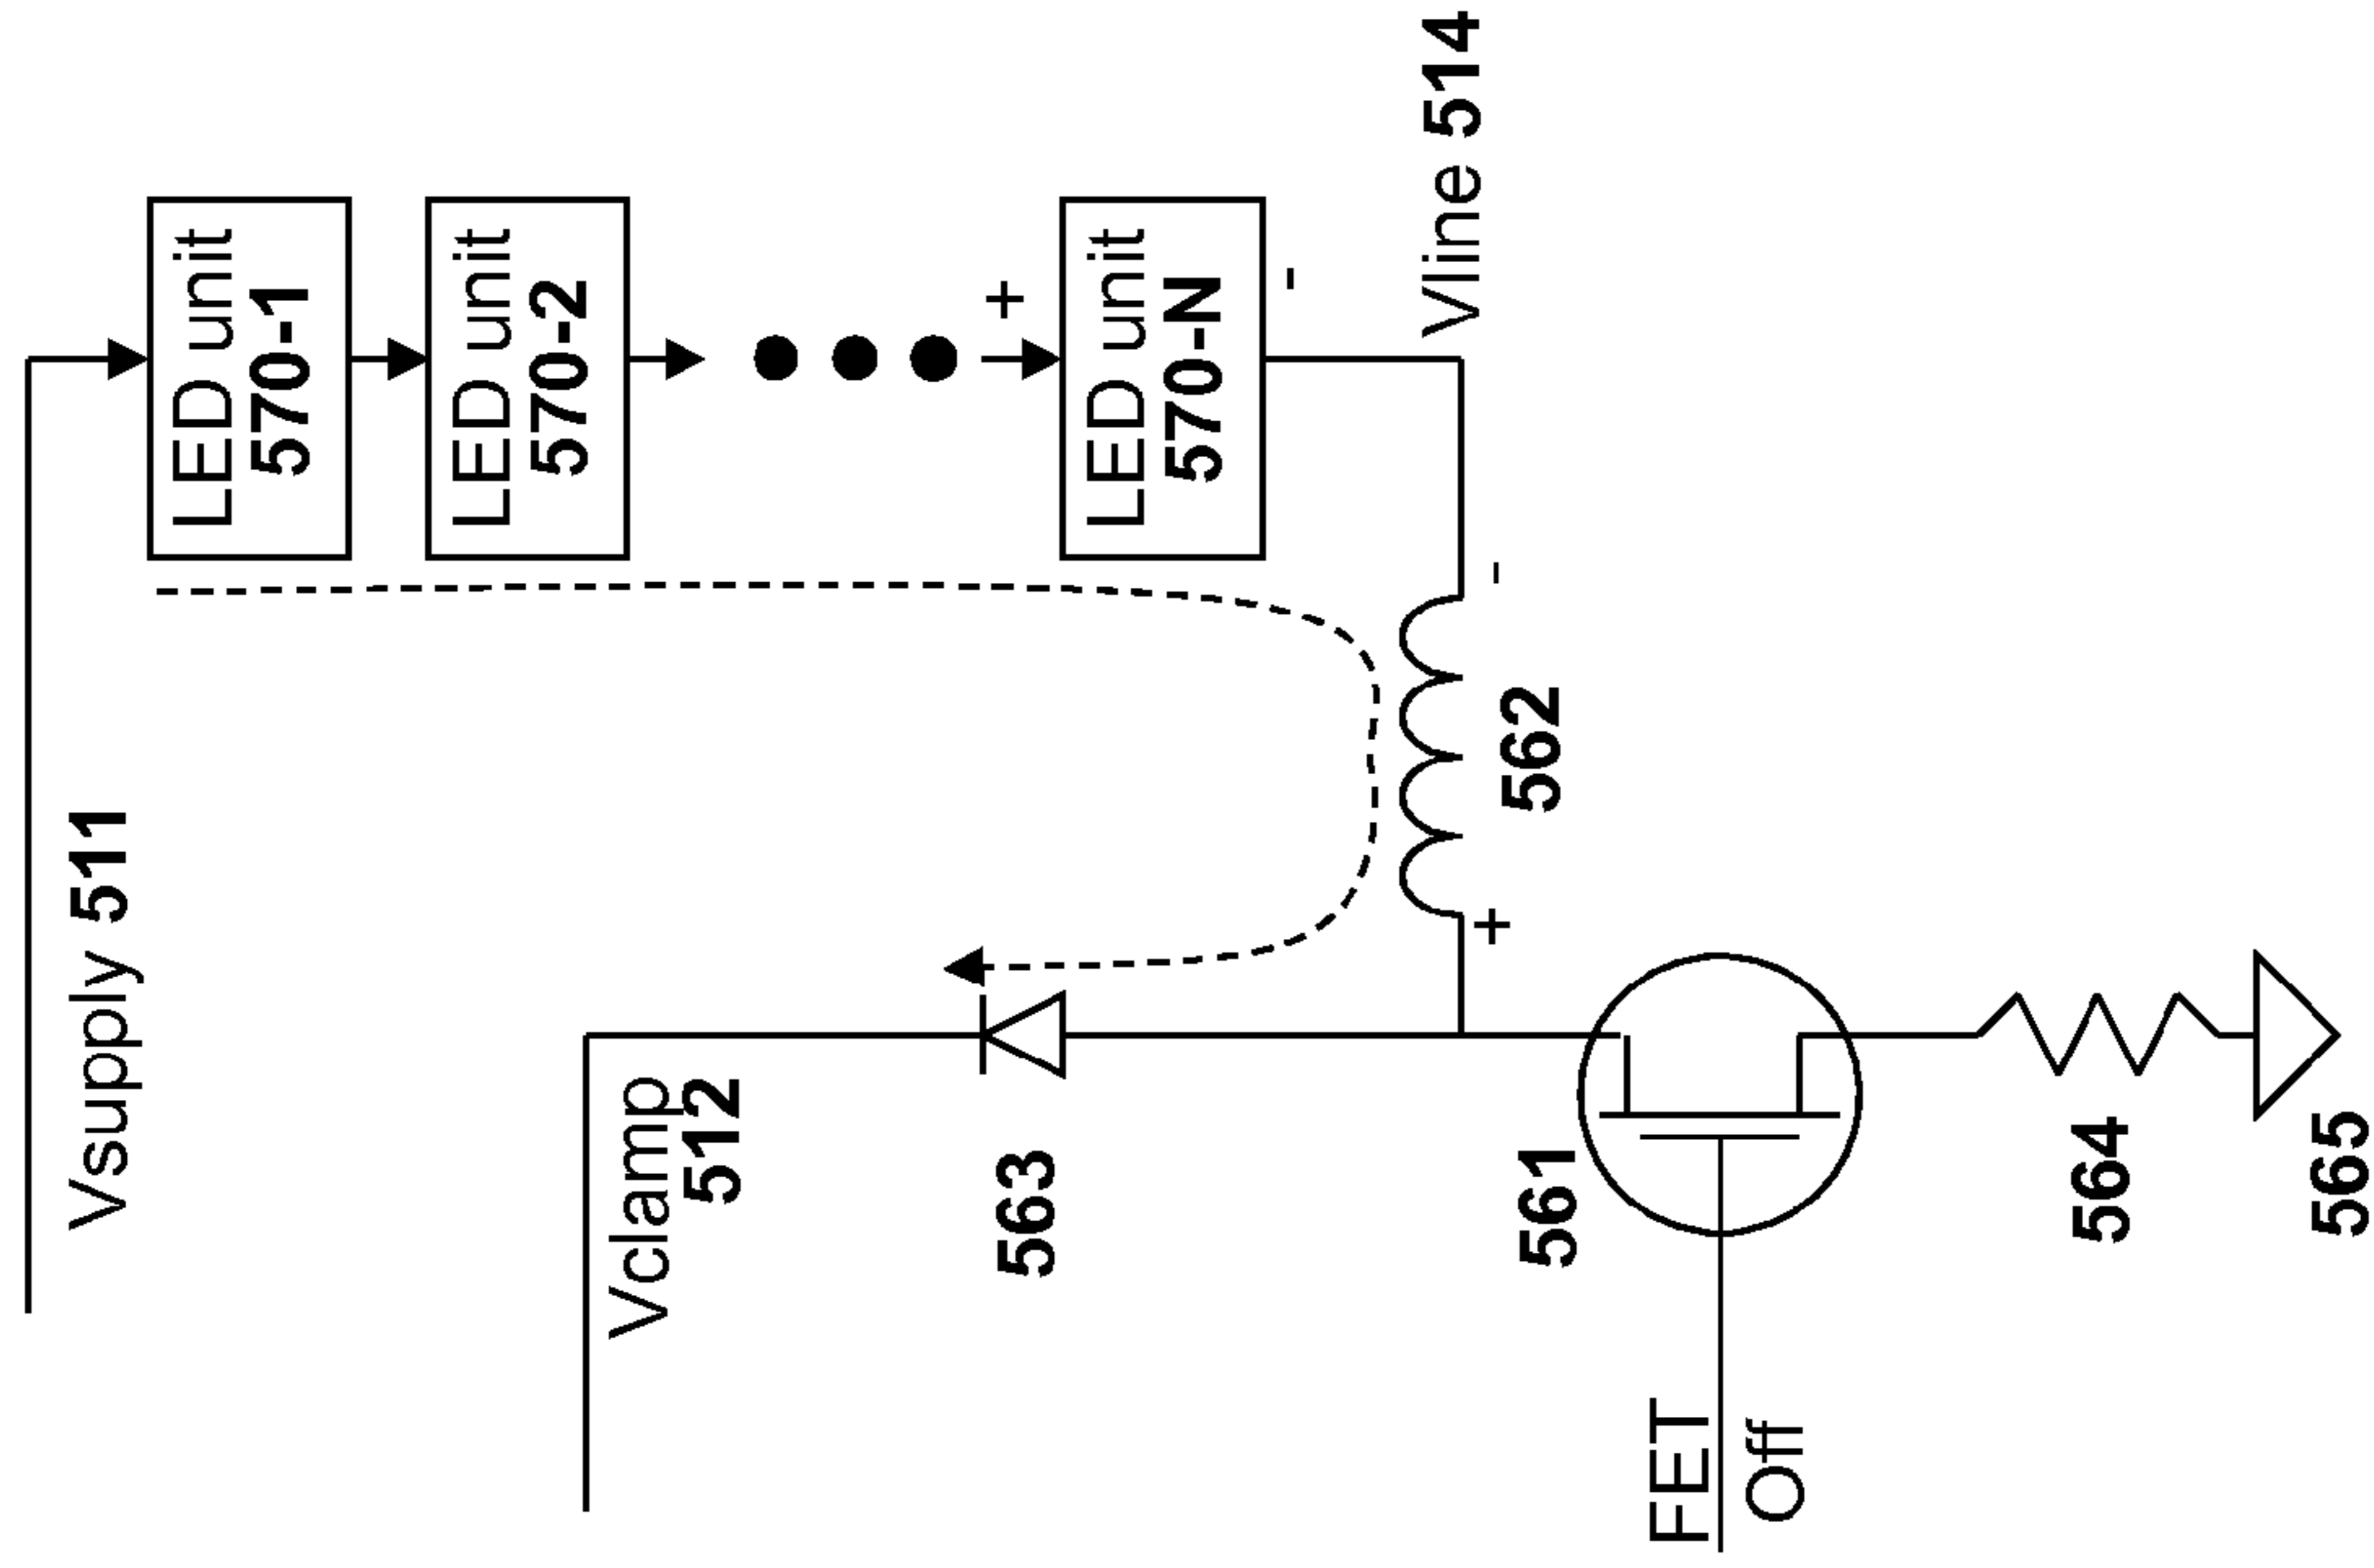 Vsupply 511
LED unit
570-1
LED unit
570-2
+
LED unit
570-N
-
Vline 514
Vclamp
512
563
-
562
+
FET
Off
561
564
565